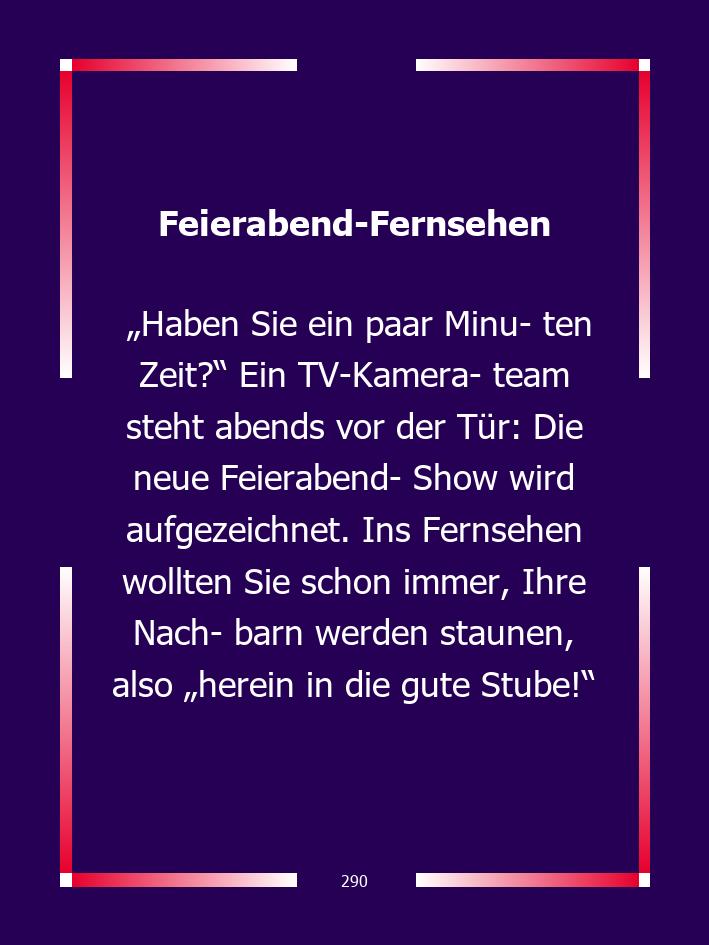 Feierabend-Fernsehen
„Haben Sie ein paar Minu- ten
Zeit?“ Ein TV-Kamera- team
steht abends vor der Tür: Die
neue Feierabend- Show wird
aufgezeichnet. Ins Fernsehen
wollten Sie schon immer, Ihre
Nach- barn werden staunen,
also „herein in die gute Stube!“
290